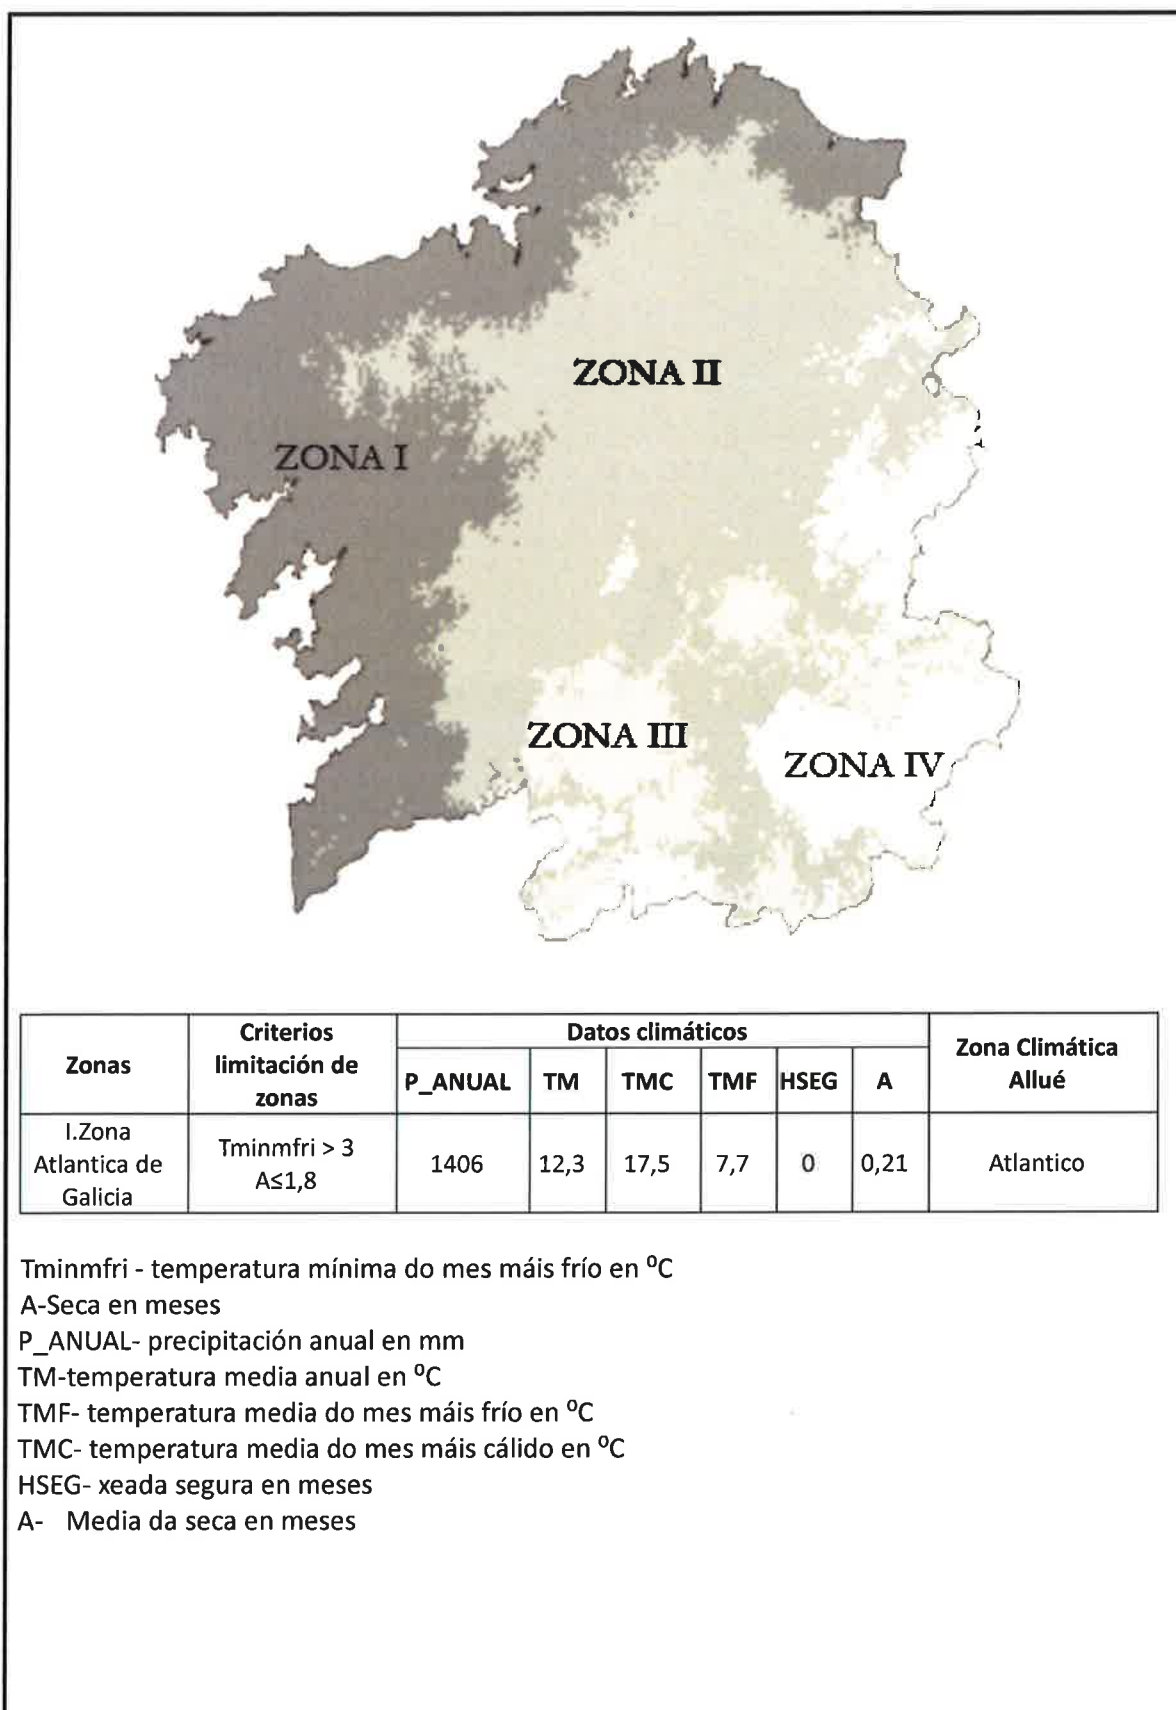 ZONA II
ZONA I
ZONA III
ZONA IV
Zonas
Criterios
limitación de
zonas
Datos climáticos
Zona Climática
Allué
P_ANUAL TM TMC TMF HSEG A
I.Zona
Atlantica de
Galicia
Tminmfri > 3
A≤1,8
1406 12,3 17,5 7,7 0 0,21 Atlantico
Tminmfri - temperatura mínima do mes máis frío en ⁰C
A-Seca en meses
P_ANUAL- precipitación anual en mm
TM-temperatura media anual en ⁰C
TMF- temperatura media do mes máis frío en ⁰C
TMC- temperatura media do mes máis cálido en ⁰C
HSEG- xeada segura en meses
A- Media da seca en meses